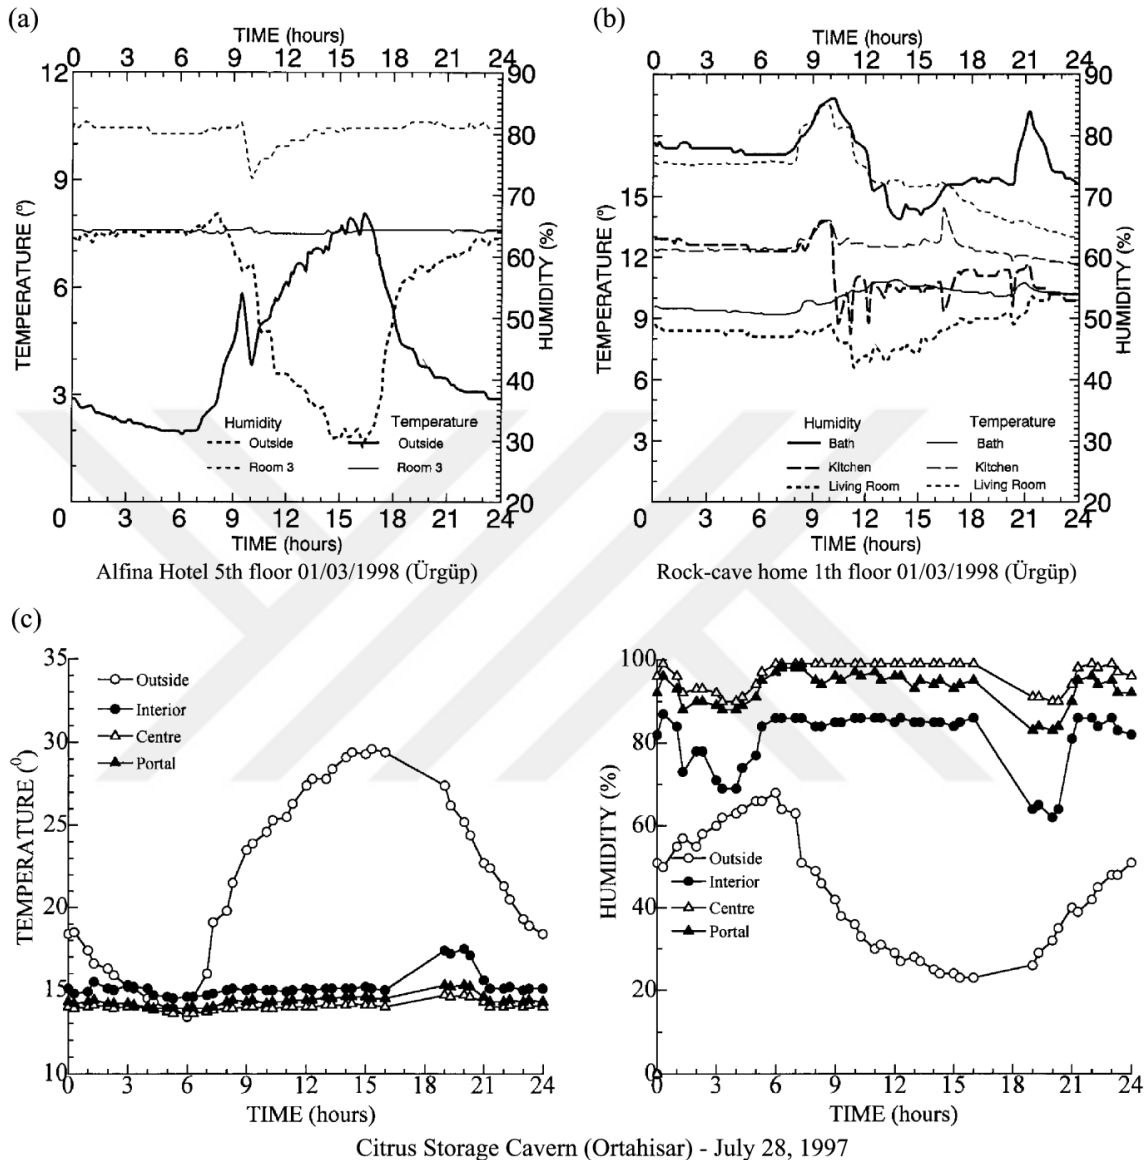 (a)
TIME (hours)
0 3 6 9 12 15 18 21 24
12
9
6
3
TEMPERATURE (º)
90
80
70
60
50
40
30
20
HUMIDITY (%)
Humidity Temperature
Outside Outside
Room 3 Room 3
0 3 6 9 12 15 18 21 24
TIME (hours)
Alfina Hotel 5th floor 01/03/1998 (Ürgüp)
(b)
TIME (hours)
0 3 6 9 12 15 18 21 24
15
12
9
6
3
TEMPERATURE (º)
90
80
70
60
50
40
30
20
HUMIDITY (%)
Humidity Temperature
Bath Bath
Kitchen Kitchen
Living Room Living Room
0 3 6 9 12 15 18 21 24
TIME (hours)
Rock-cave home 1th floor 01/03/1998 (Ürgüp)
(c)
35
30
25
20
15
10
TEMPERATURE (⁰)
Outside
Interior
Centre
Portal
0 3 6 9 12 15 18 21 24
TIME (hours)
100
80
60
40
20
0
HUMIDITY (%)
Outside
Interior
Centre
Portal
0 3 6 9 12 15 18 21 24
TIME (hours)
Citrus Storage Cavern (Ortahisar) - July 28, 1997